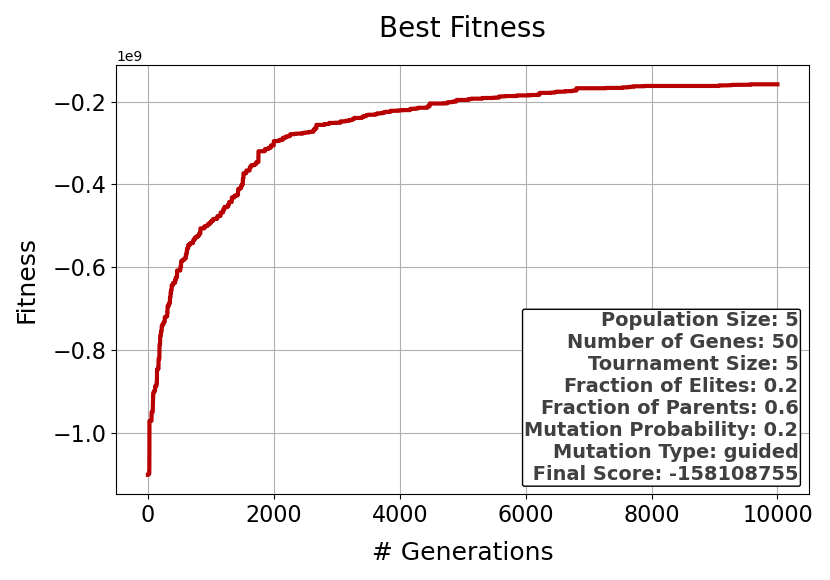 Best Fitness
1e9
−0.2
−0.4
−0.6
−0.8
−1.0
Fitness
Population Size: 5
Number of Genes: 50
Tournament Size: 5
Fraction of Elites: 0.2
Fraction of Parents: 0.6
Mutation Probability: 0.2
Mutation Type: guided
Final Score: -158108755
0 2000 4000 6000 8000 10000
# Generations